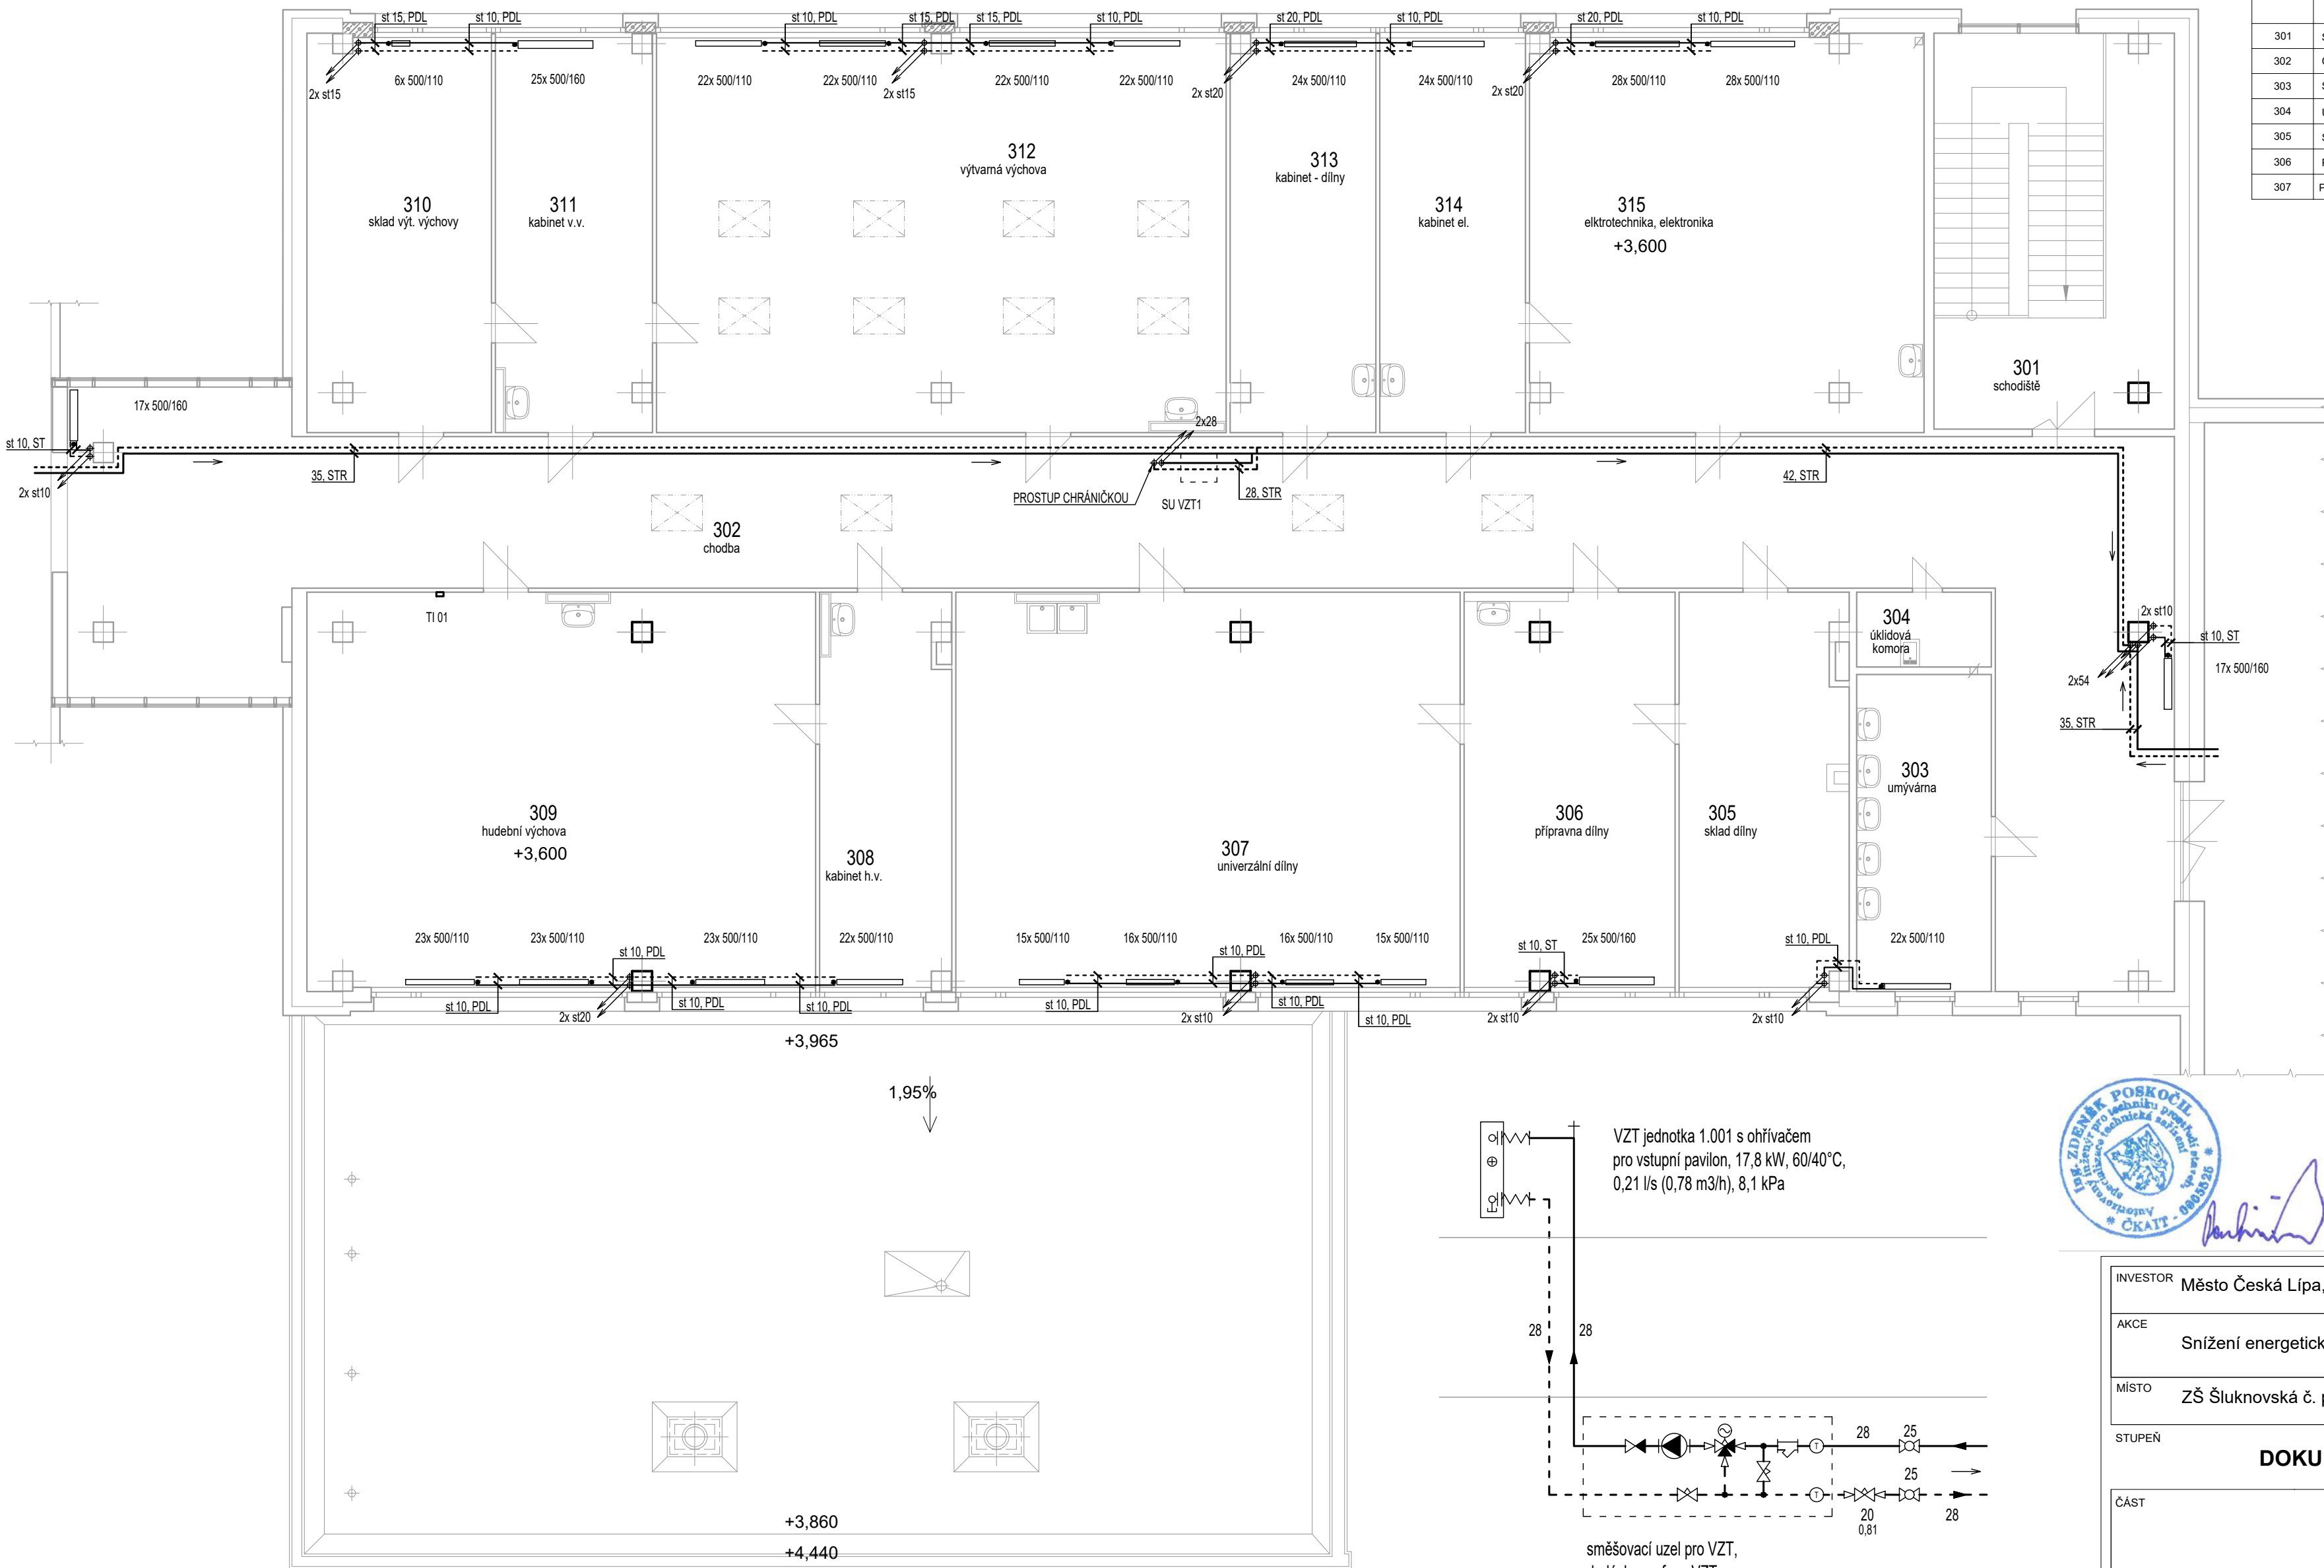 st 15, PDL
st 10, PDL
st 10, PDL
st 15, PDL
st 15, PDL
st 10, PDL
st 20, PDL
st 10, PDL
st 20, PDL
st 10, PDL
2x st15
6x 500/110
25x 500/160
22x 500/110
22x 500/110
2x st15
22x 500/110
22x 500/110
2x st20
24x 500/110
24x 500/110
2x st20
28x 500/110
28x 500/110
301
302
303
304
305
306
307
310
sklad výt. výchovy
311
kabinet v.v.
312
výtvarná výchova
313
kabinet - dílny
314
kabinet el.
315
elktrotechnika, elektronika
+3,600
301
schodiště
17x 500/160
st 10, ST
2x st10
35, STR
2x28
PROSTUP CHRÁNIČKOU
SU VZT1
28, STR
42, STR
302
chodba
TI 01
304
úklidová
komora
2x st10
st 10, ST
17x 500/160
2x54
35, STR
309
hudební výchova
+3,600
308
kabinet h.v.
307
univerzální dílny
306
přípravna dílny
305
sklad dílny
303
umývárna
23x 500/110
23x 500/110
23x 500/110
22x 500/110
15x 500/110
16x 500/110
16x 500/110
15x 500/110
25x 500/160
22x 500/110
st 10, PDL
st 10, PDL
st 10, ST
st 10, PDL
st 10, PDL
2x st20
st 10, PDL
st 10, PDL
st 10, PDL
2x st10
st 10, PDL
st 10, PDL
2x st10
2x st10
+3,965
1,95%
+3,860
+4,440
VZT jednotka 1.001 s ohřívačem
pro vstupní pavilon, 17,8 kW, 60/40°C,
0,21 l/s (0,78 m3/h), 8,1 kPa
28
28
28
25
25
T
T
20
0,81
28
směšovací uzel pro VZT,
Ing. ZDENĚK POSKOČIL
Autorizovaný inženýr pro techniku prostředí staveb,
specializace technická zařízení
* ČKAIT - 0903525 *
INVESTOR Město Česká Lípa,
AKCE
Snížení energetick
MÍSTO ZŠ Šluknovská č. p
STUPEŇ
DOKU
ČÁST